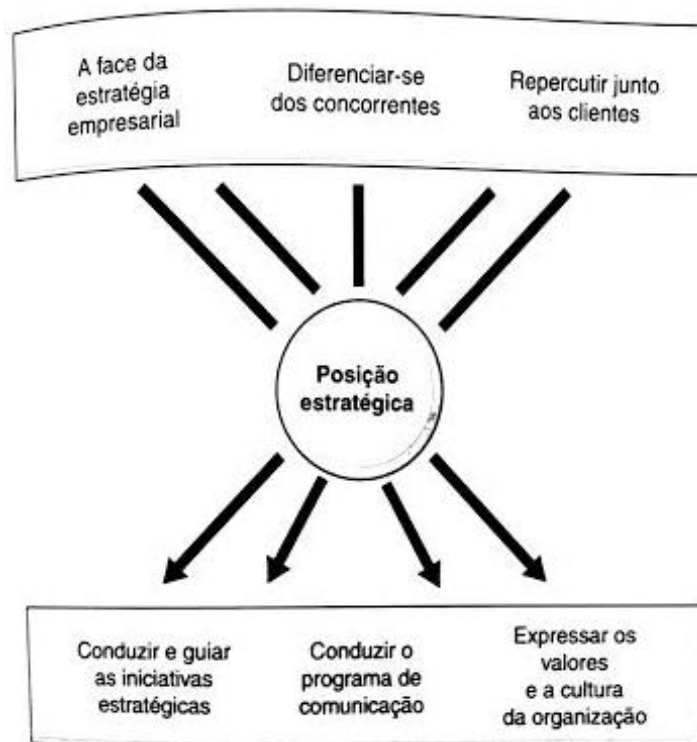 A face da
estratégia
empresarial
Diferenciar-se
dos concorrentes
Repercutir junto
aos clientes
Posição
estratégica
Conduzir e guiar
as iniciativas
estratégicas
Conduzir o
programa de
comunicação
Expressar os
valores
e a cultura
da organização